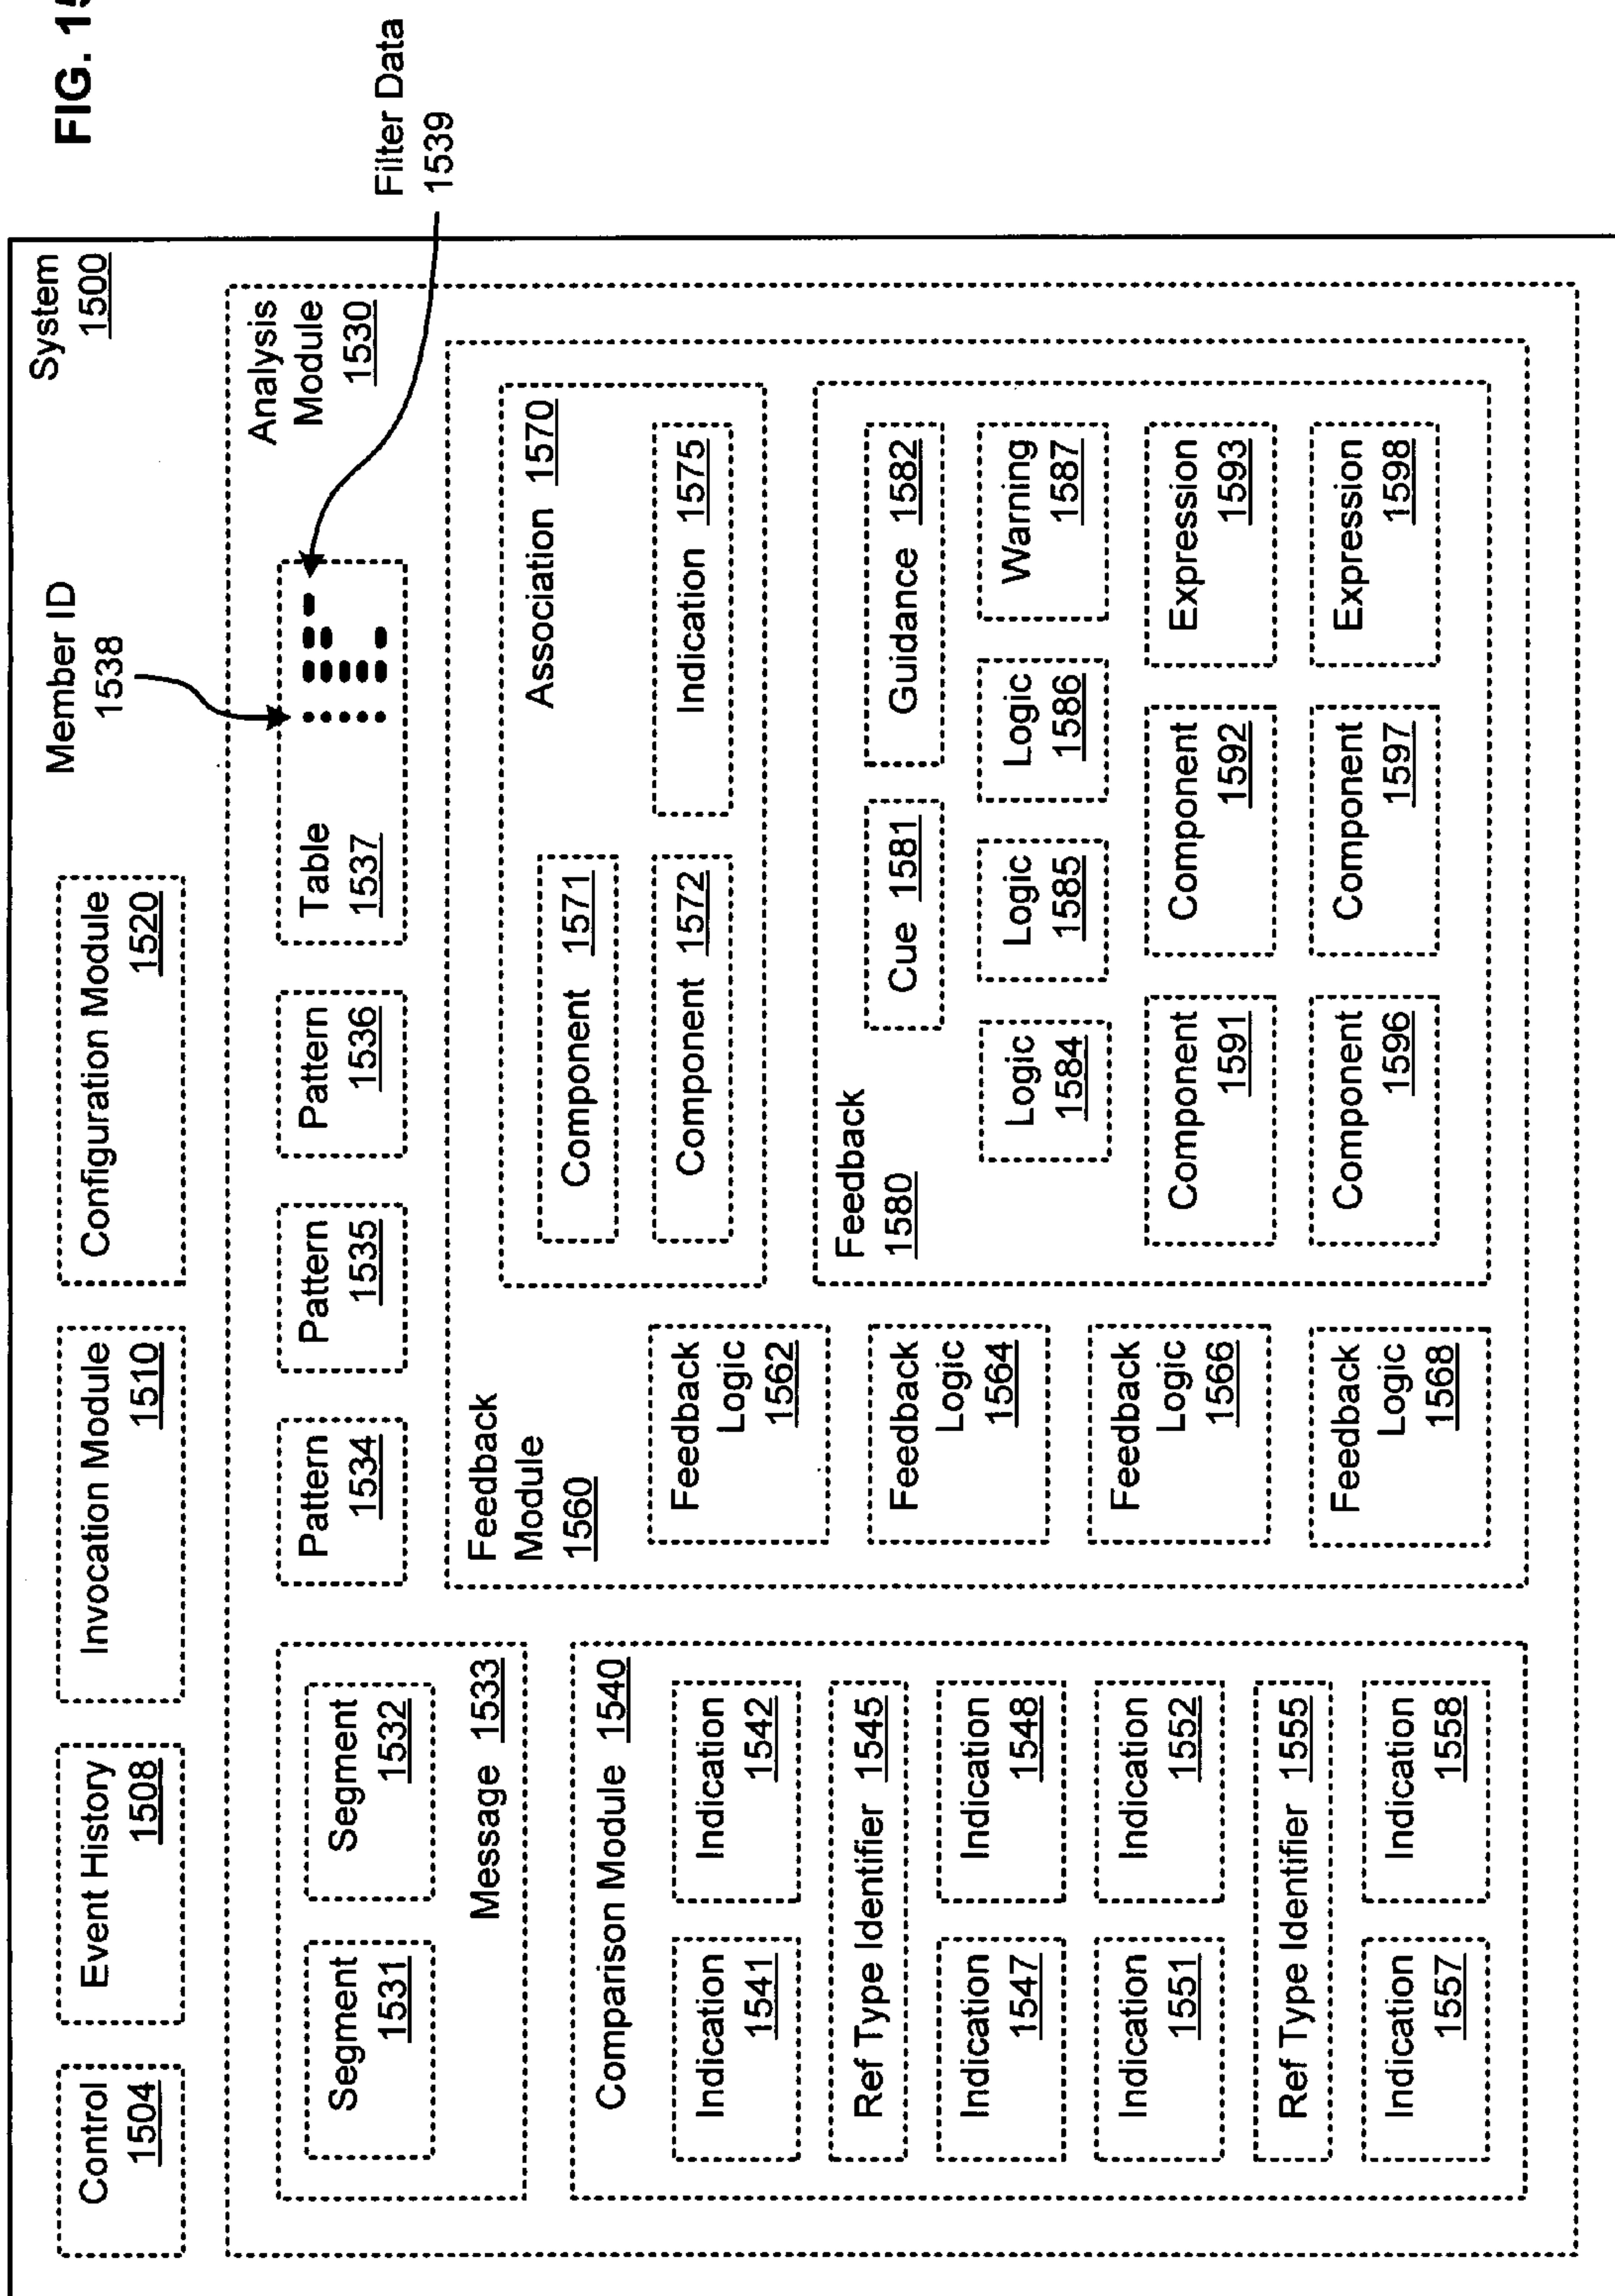 FIG. 15
System
1500
Control
1504
Event History
1508
Invocation Module
1510
Configuration Module
1520
Member ID
1538
Filter Data
1539
Analysis
Module
1530
Segment
1531
Segment
1532
Message 1533
Pattern
1534
Pattern
1535
Pattern
1536
Table
1537
Comparison Module 1540
Indication
1541
Indication
1542
Ref Type Identifier 1545
Indication
1547
Indication
1548
Indication
1551
Indication
1552
Ref Type Identifier 1555
Indication
1557
Indication
1558
Feedback
Module
1560
Feedback
Logic
1562
Feedback
Logic
1564
Feedback
Logic
1566
Feedback
Logic
1568
Association 1570
Component 1571
Component 1572
Indication 1575
Feedback
1580
Cue 1581
Guidance 1582
Logic
1584
Logic
1585
Logic
1586
Warning
1587
Component
1591
Component
1592
Expression
1593
Component
1596
Component
1597
Expression
1598